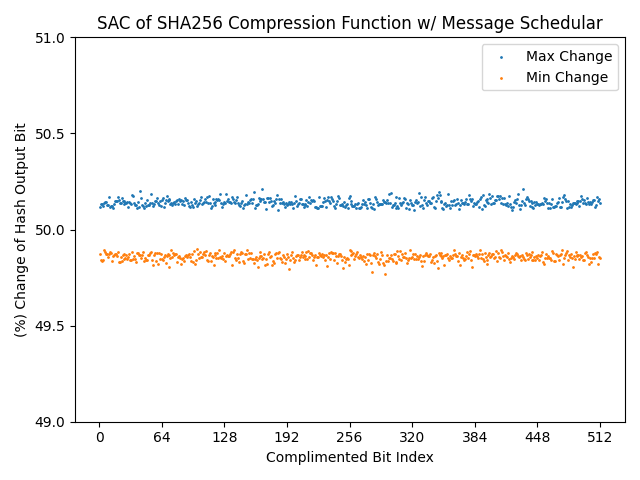 SAC of SHA256 Compression Function w/ Message Schedular
51.0
50.5
50.0
49.5
49.0
(%) Change of Hash Output Bit
Max Change
Min Change
0 64 128 192 256 320 384 448 512
Complimented Bit Index